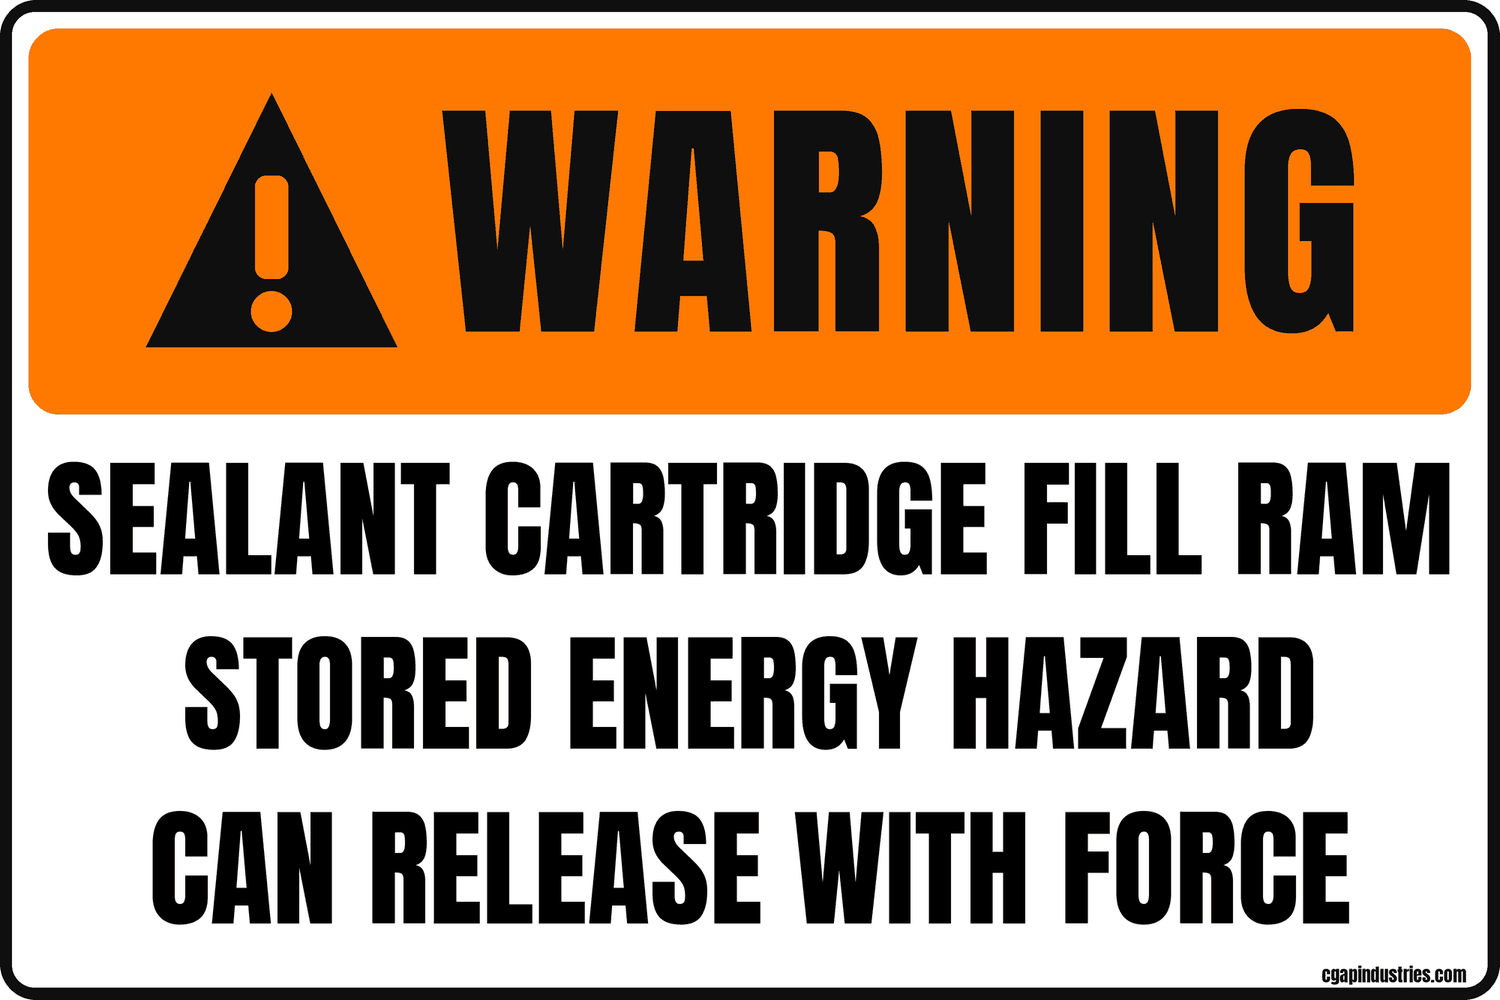 WARNING
SEALANT CARTRIDGE FILL RAM
STORED ENERGY HAZARD
CAN RELEASE WITH FORCE
cgapindustries.com